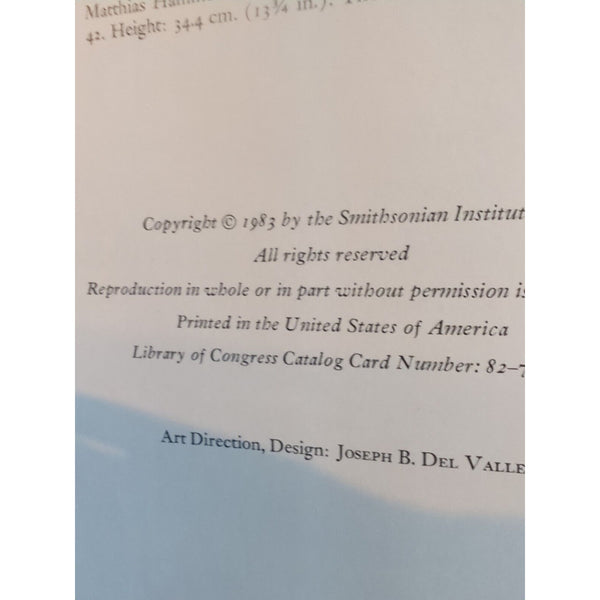 Matthias
42. Height: 34.4 cm. (13¾ in.).
Copyright © 1983 by the Smithsonian Institut
All rights reserved
Reproduction in whole or in part without permission is
Printed in the United States of America
Library of Congress Catalog Card Number: 82–7
Art Direction, Design: JOSEPH B. DEL VALLE